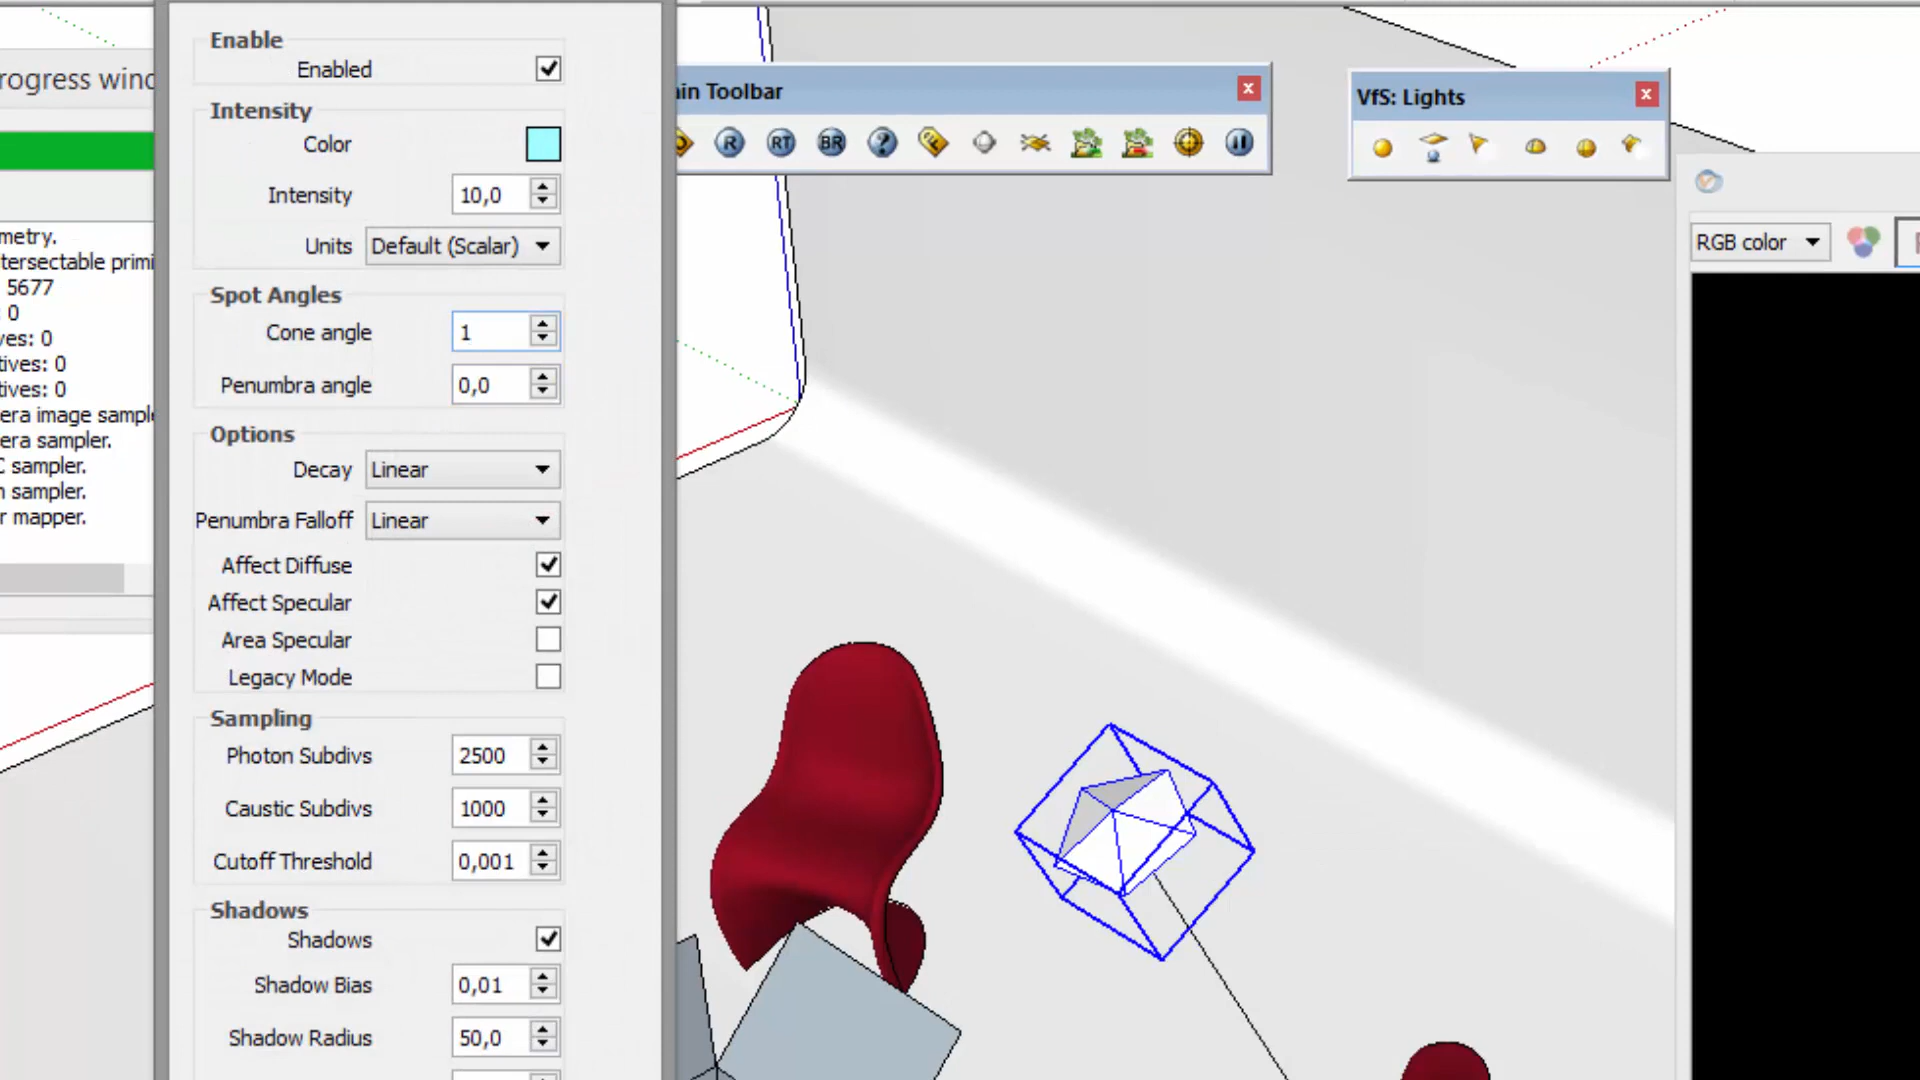 Enable
Enabled
Intensity
Color
Intensity 10,0
Units Default (Scalar)
Spot Angles
Cone angle 1
Penumbra angle 0,0
Options
Decay Linear
Penumbra Falloff Linear
Affect Diffuse
Affect Specular
Area Specular
Legacy Mode
Sampling
Photon Subdivs 2500
Caustic Subdivs 1000
Cutoff Threshold 0,001
Shadows
Shadows
Shadow Bias 0,01
Shadow Radius 50,0
rogress wind
metry.
tersectable primi
5677
: 0
ves: 0
tives: 0
tives: 0
era image sample
era sampler.
C sampler.
n sampler.
r mapper.
ain Toolbar
R RT BR ?
VfS: Lights
RGB color